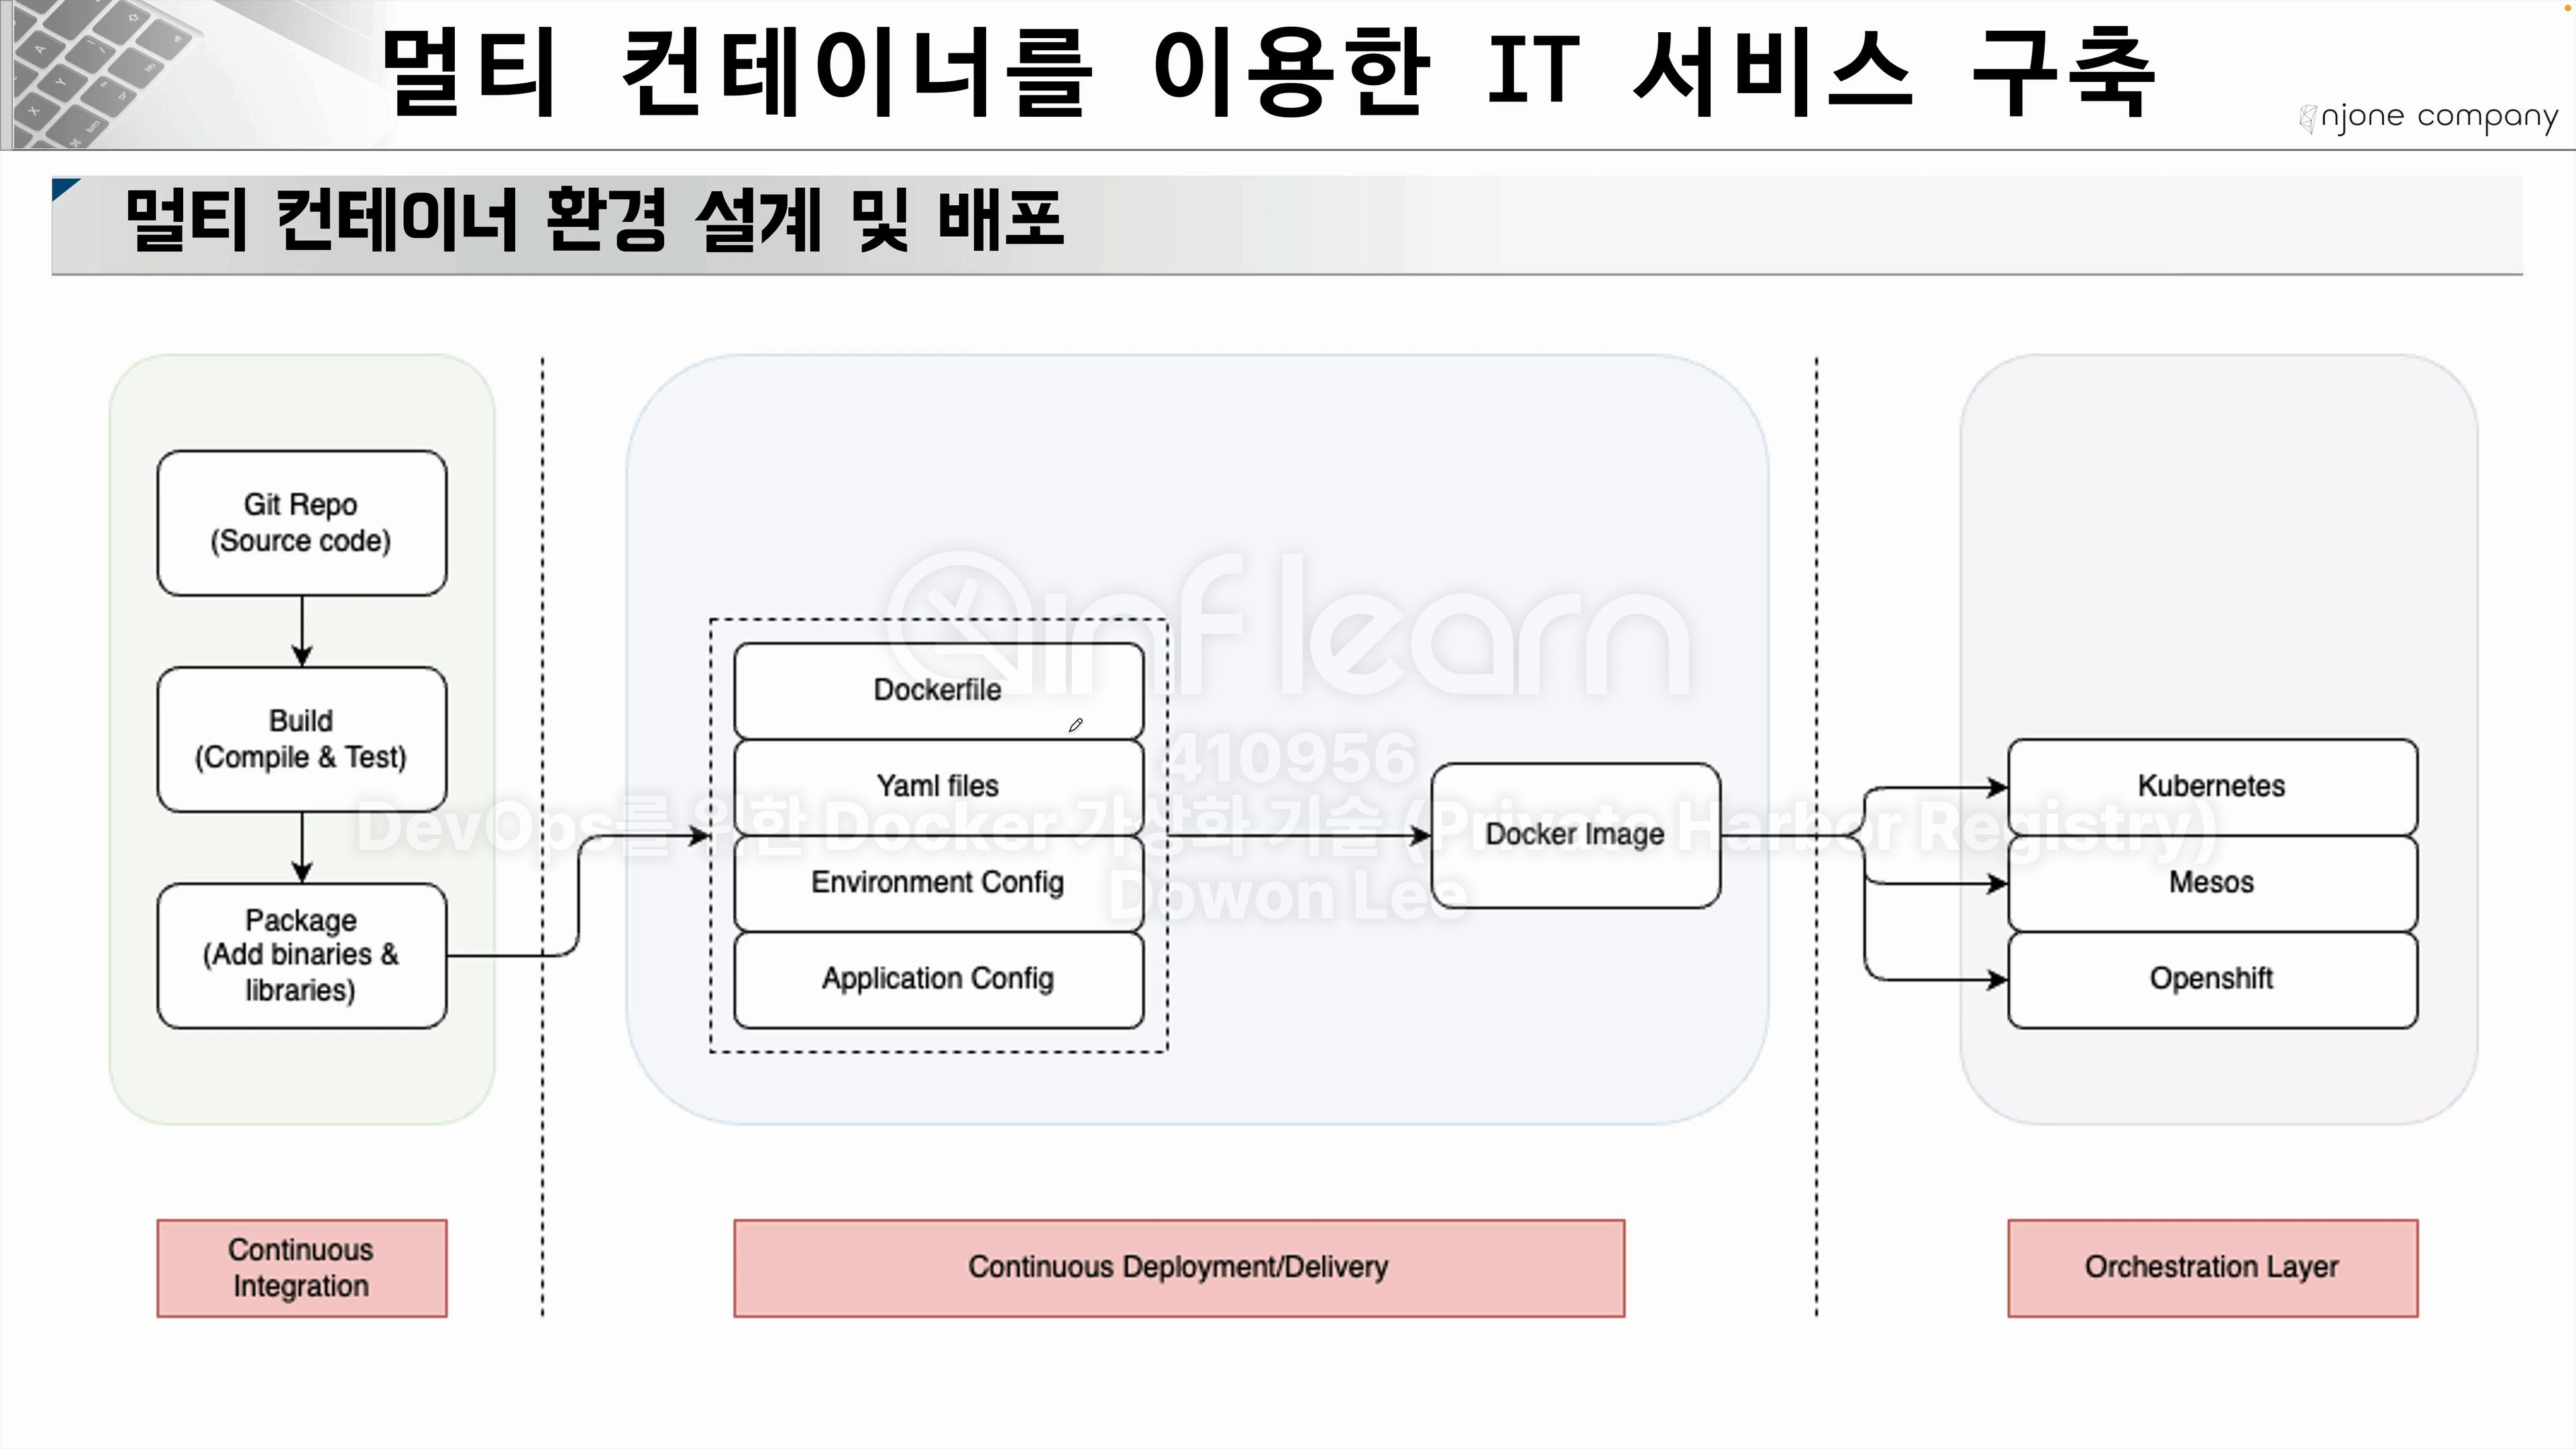 멀티 컨테이너를 이용한 IT 서비스 구축
njone company
멀티 컨테이너 환경 설계 및 배포
Git Repo
(Source code)
Build
(Compile & Test)
Package
(Add binaries &
libraries)
Dockerfile
Yaml files
Environment Config
Application Config
Docker Image
Kubernetes
Mesos
Openshift
inflearn
410956
DevOps를 위한 Docker 가상화 기술 (Private Harbor Registry)
Dowon Lee
Continuous
Integration
Continuous Deployment/Delivery
Orchestration Layer